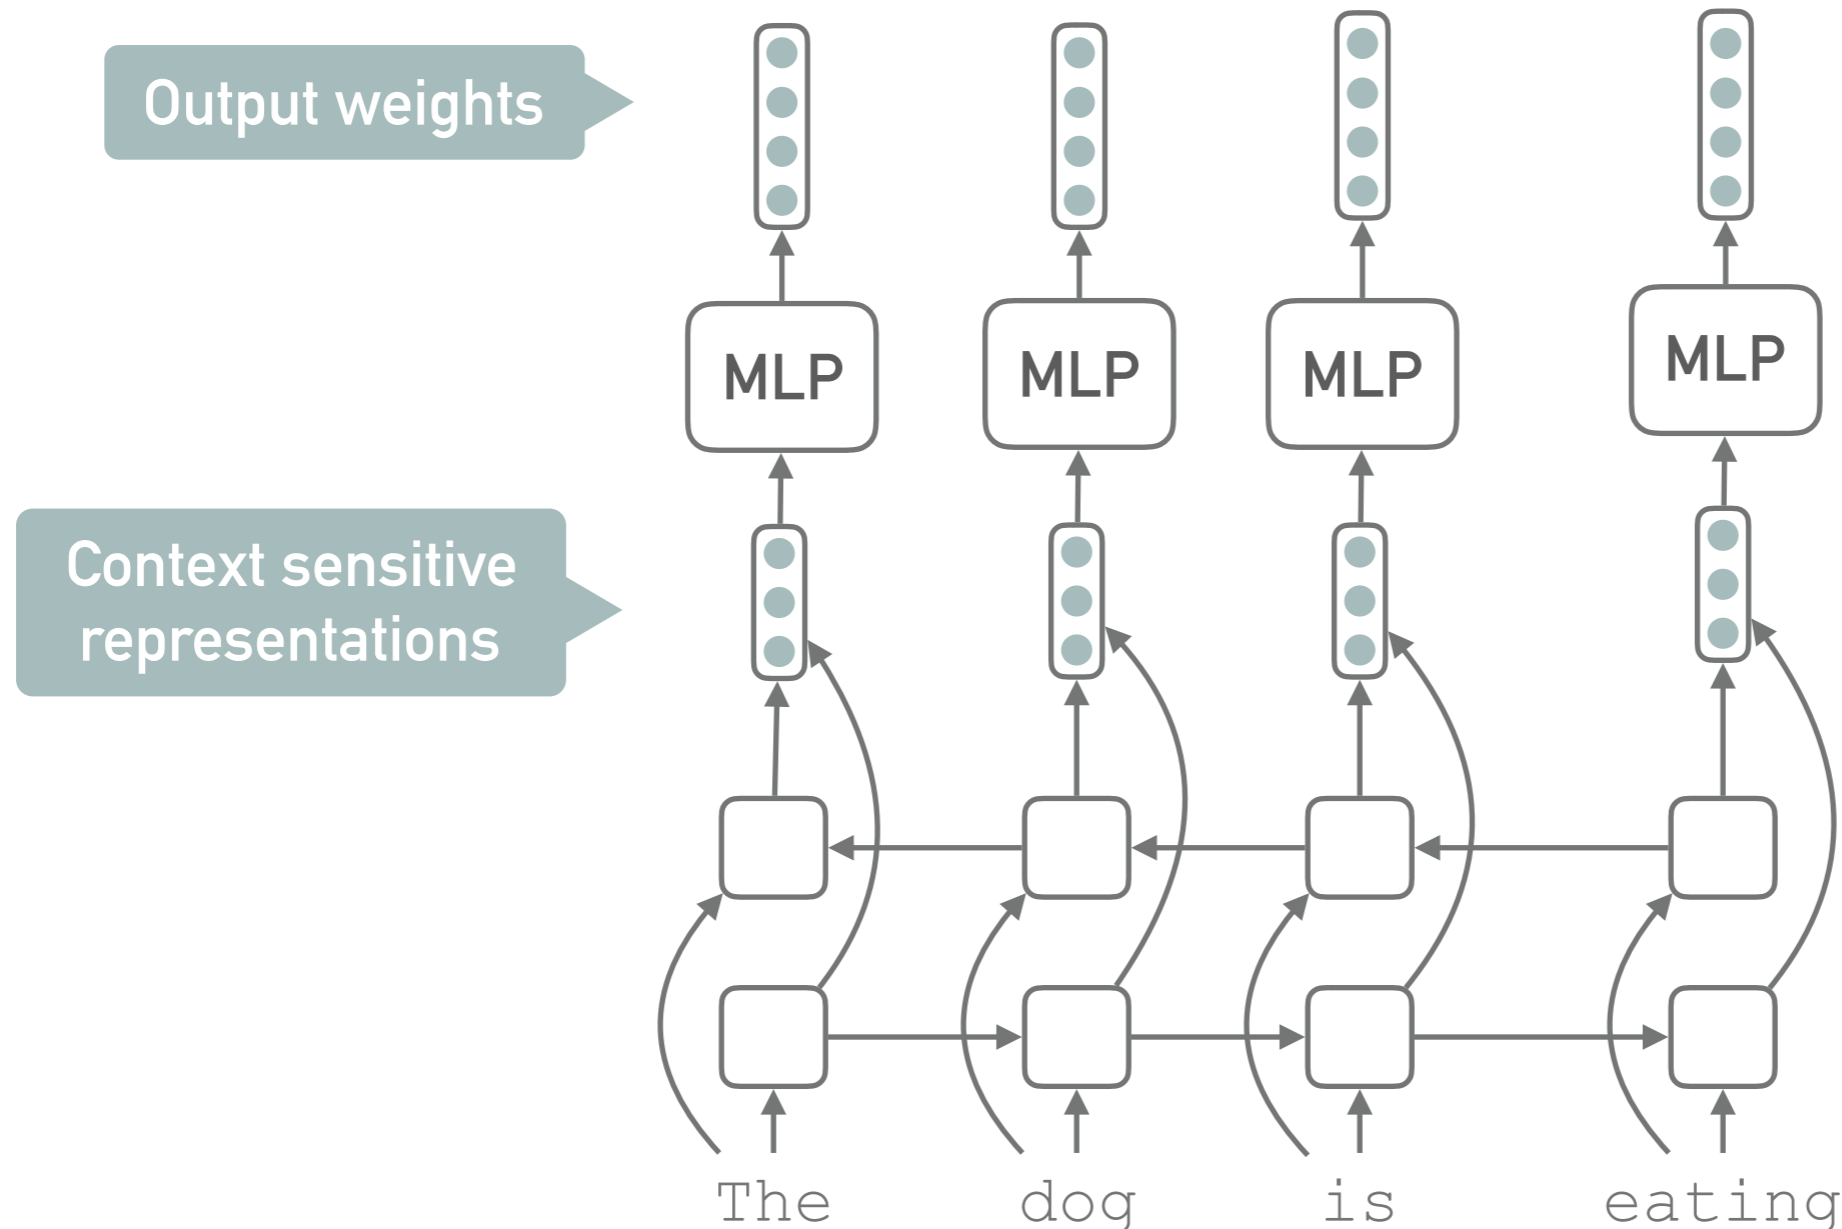 Output weights
MLP
MLP
MLP
MLP
Context sensitive
representations
The dog is eating